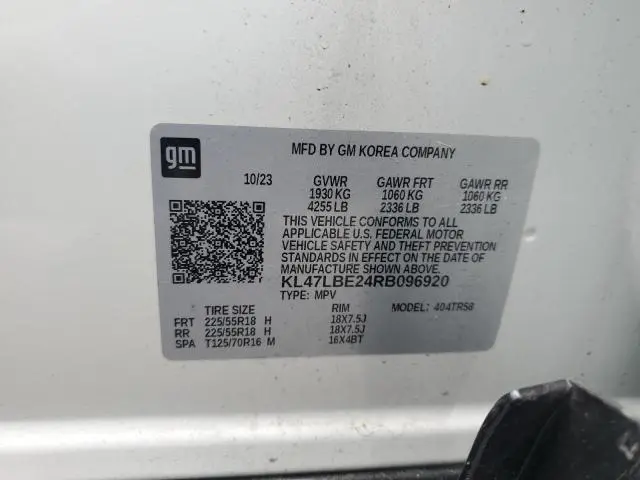 gm
MFD BY GM KOREA COMPANY
10/23 GVWR GAWR FRT GAWR RR
1930 KG 1060 KG 1060 KG
4255 LB 2336 LB 2336 LB
THIS VEHICLE CONFORMS TO ALL
APPLICABLE U.S. FEDERAL MOTOR
VEHICLE SAFETY AND THEFT PREVENTION
STANDARDS IN EFFECT ON THE DATE OF
MANUFACTURE SHOWN ABOVE.
KL47LBE24RB096920
TYPE: MPV MODEL: 404TR58
TIRE SIZE RIM
FRT 225/55R18 H 18X7.5J
RR 225/55R18 H 18X7.5J
SPA T125/70R16 M 16X4BT